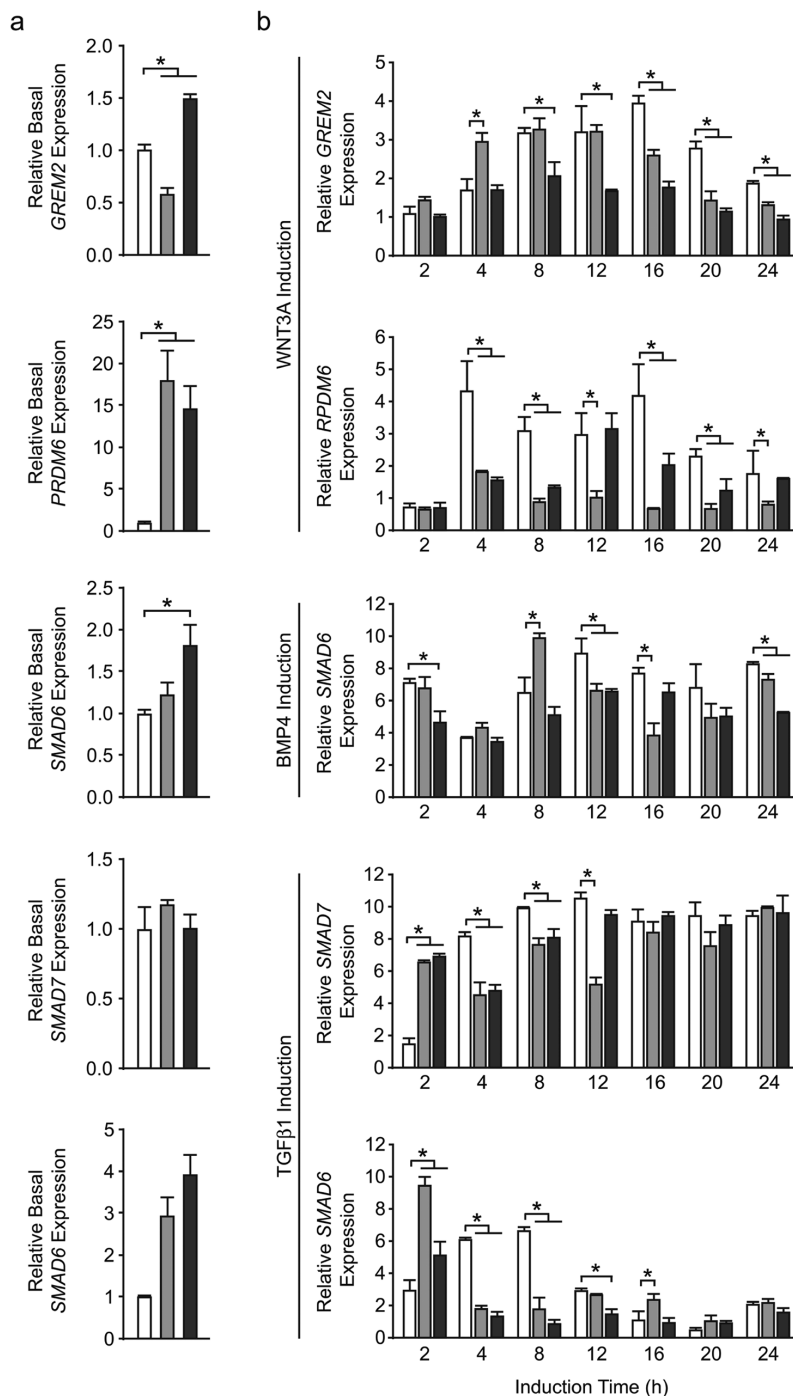 a
b
Relative Basal
GREM2 Expression
2.0
1.5
1.0
0.5
0.0
*
WNT3A Induction
Relative GREM2
Expression
5
4
3
2
1
0
* * * * * *
2 4 8 12 16 20 24
Relative Basal
PRDM6 Expression
25
20
15
10
5
0
*
Relative RPDM6
Expression
6
5
4
3
2
1
0
* * * * * *
2 4 8 12 16 20 24
Relative Basal
SMAD6 Expression
2.5
2.0
1.5
1.0
0.5
0.0
*
BMP4 Induction
Relative SMAD6
Expression
12
10
8
6
4
2
0
* * * * *
2 4 8 12 16 20 24
Relative Basal
SMAD7 Expression
1.5
1.0
0.5
0.0
TGFβ1 Induction
Relative SMAD7
Expression
12
10
8
6
4
2
0
* * * *
2 4 8 12 16 20 24
Relative Basal
SMAD6 Expression
5
4
3
2
1
0
Relative SMAD6
Expression
12
10
8
6
4
2
0
* * * * *
2 4 8 12 16 20 24
Induction Time (h)